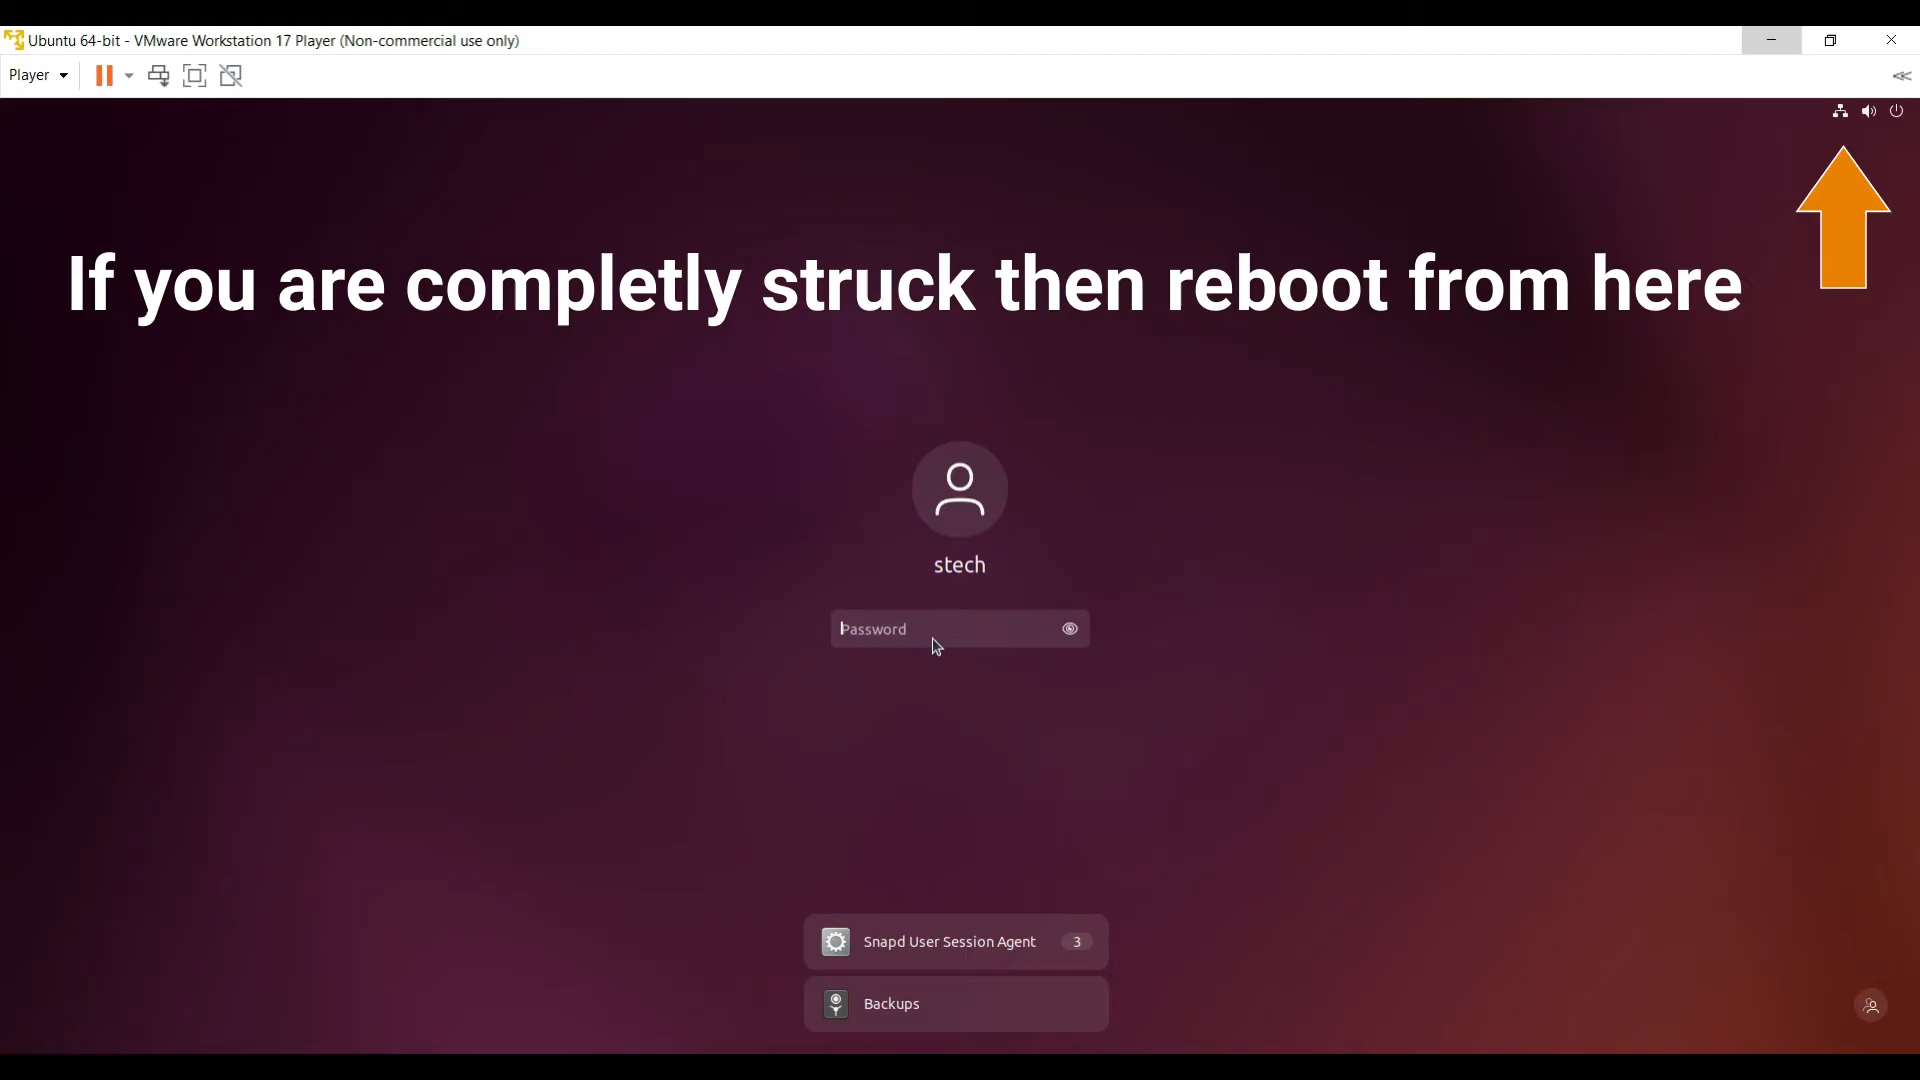 Ubuntu 64-bit - VMware Workstation 17 Player (Non-commercial use only)
Player
If you are completly struck then reboot from here
stech
Password
Snapd User Session Agent 3
Backups